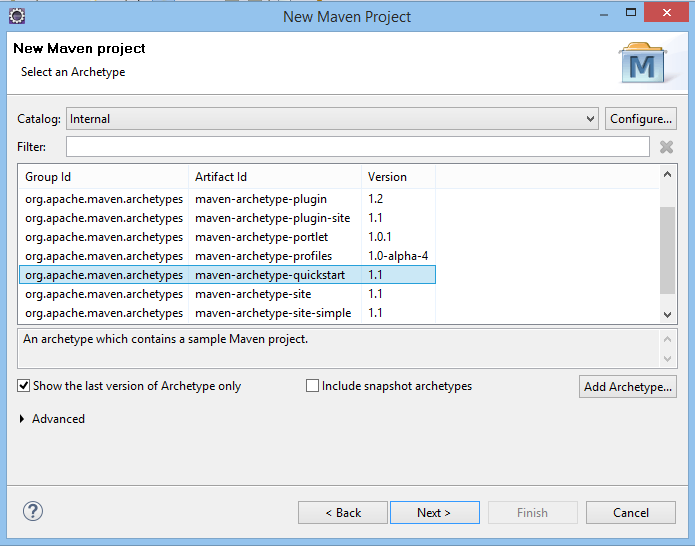 New Maven Project
New Maven project
Select an Archetype
M
Catalog: Internal Configure...
Filter:
Group Id Artifact Id Version
org.apache.maven.archetypes maven-archetype-plugin 1.2
org.apache.maven.archetypes maven-archetype-plugin-site 1.1
org.apache.maven.archetypes maven-archetype-portlet 1.0.1
org.apache.maven.archetypes maven-archetype-profiles 1.0-alpha-4
org.apache.maven.archetypes maven-archetype-quickstart 1.1
org.apache.maven.archetypes maven-archetype-site 1.1
org.apache.maven.archetypes maven-archetype-site-simple 1.1
An archetype which contains a sample Maven project.
Show the last version of Archetype only Include snapshot archetypes Add Archetype...
Advanced
? < Back Next > Finish Cancel